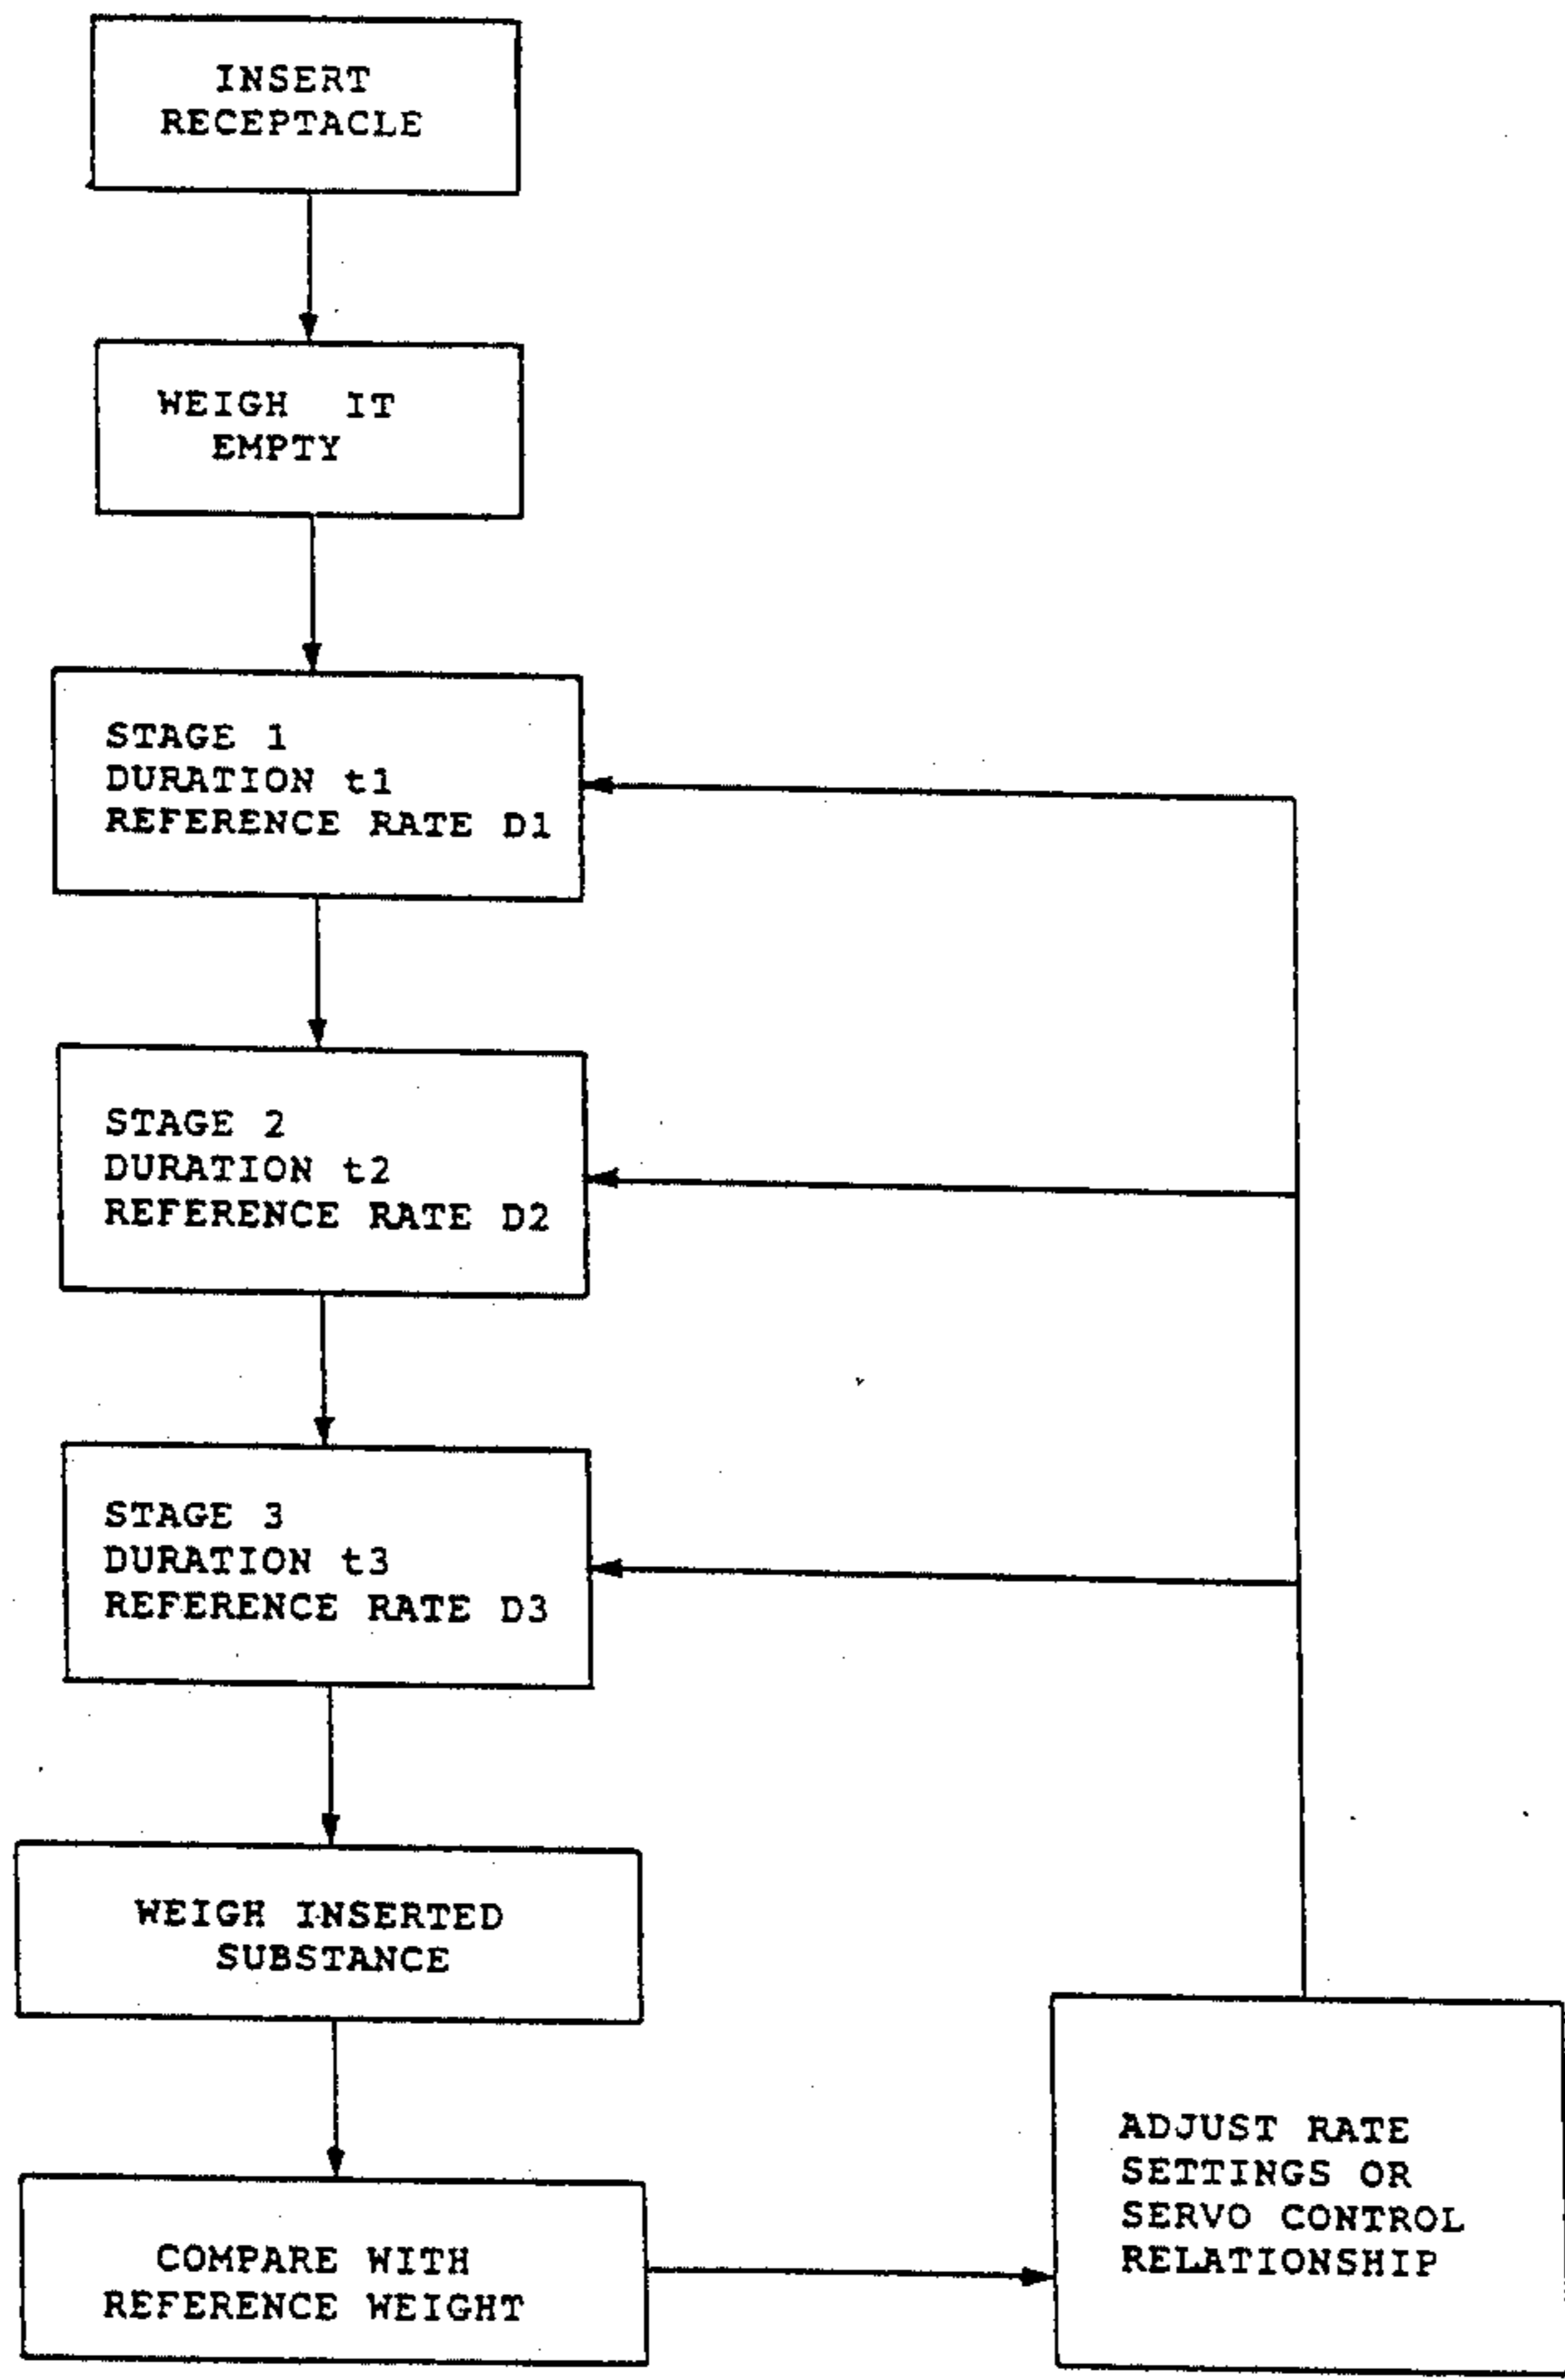 INSERT
RECEPTACLE
WEIGH IT
EMPTY
STAGE 1
DURATION t1
REFERENCE RATE D1
STAGE 2
DURATION t2
REFERENCE RATE D2
STAGE 3
DURATION t3
REFERENCE RATE D3
WEIGH INSERTED
SUBSTANCE
COMPARE WITH
REFERENCE WEIGHT
ADJUST RATE
SETTINGS OR
SERVO CONTROL
RELATIONSHIP